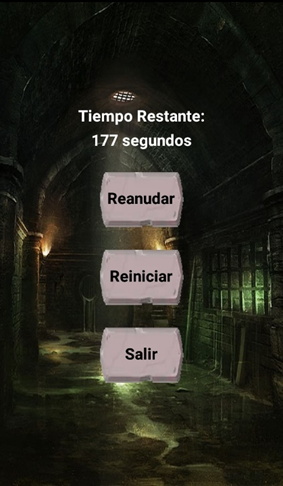 Tiempo Restante:
177 segundos
Reanudar
Reiniciar
Salir